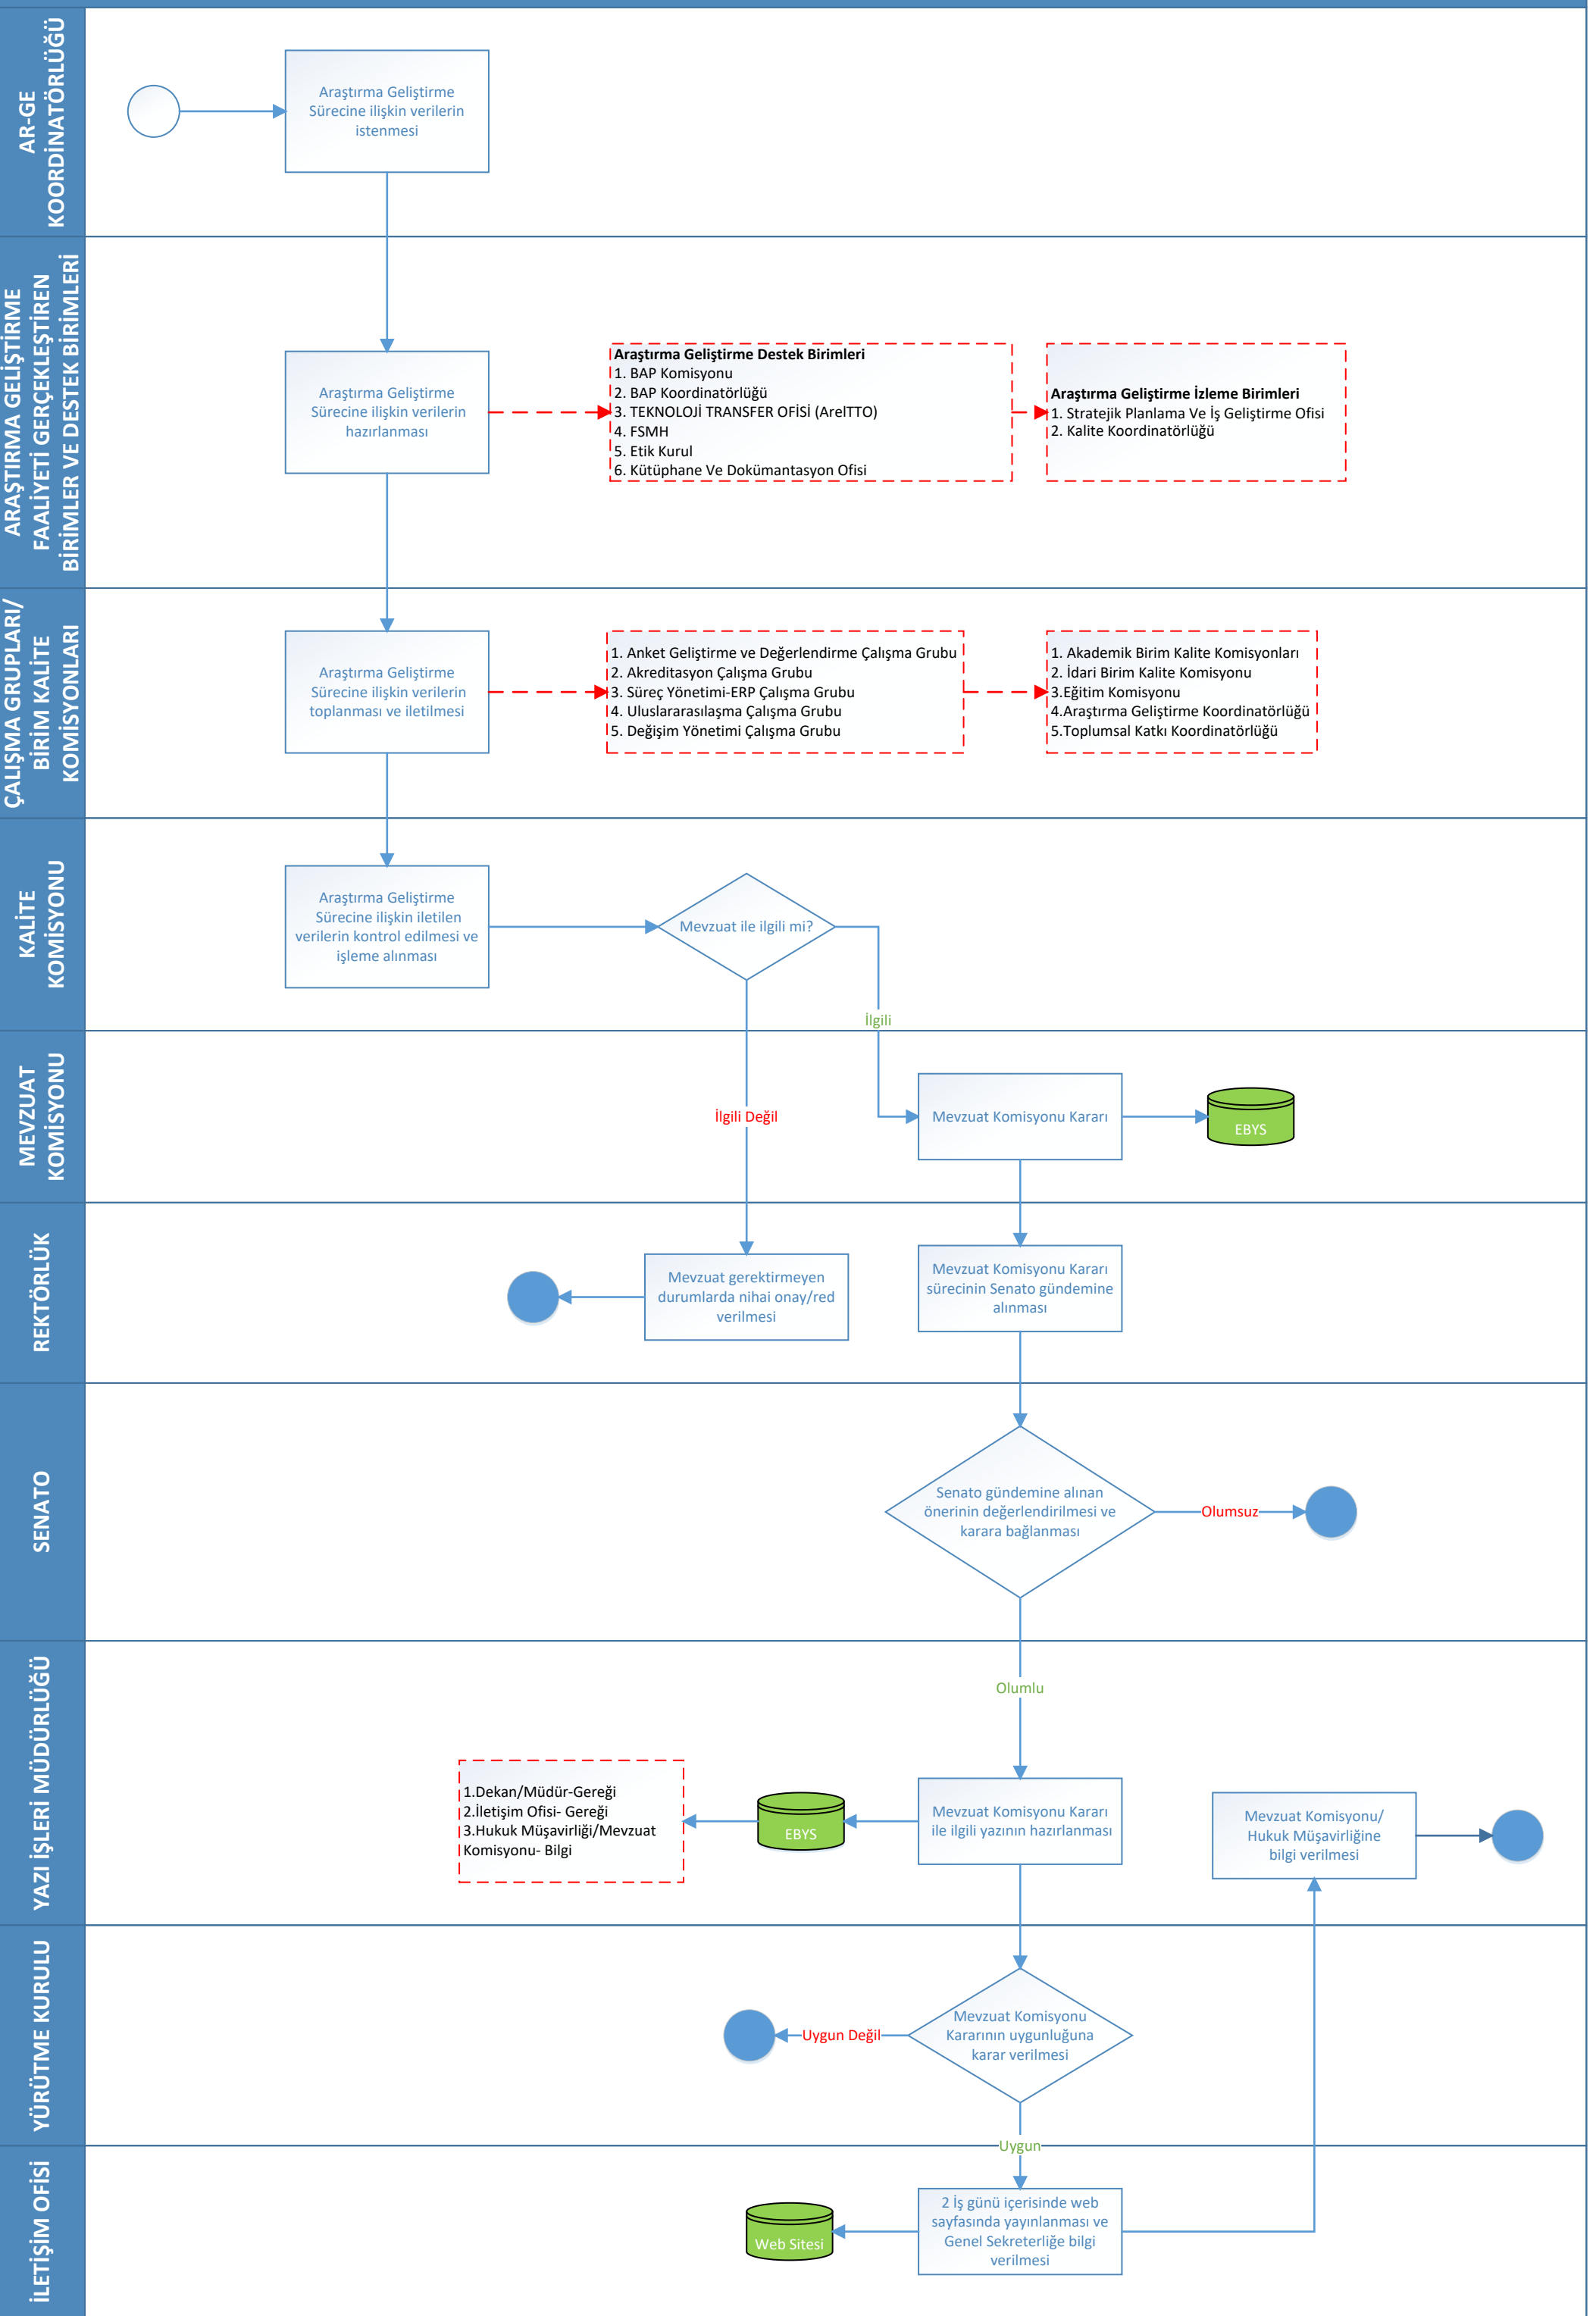 AR-GE
KOORDİNATÖRLÜĞÜ
Araştırma Geliştirme
Sürecine ilişkin verilerin
istenmesi
ARAŞTIRMA GELİŞTİRME
FAALİYETİ GERÇEKLEŞTİREN
BİRİMLER VE DESTEK BİRİMLERİ
Araştırma Geliştirme
Sürecine ilişkin verilerin
hazırlanması
Araştırma Geliştirme Destek Birimleri
1. BAP Komisyonu
2. BAP Koordinatörlüğü
3. TEKNOLOJİ TRANSFER OFİSİ (ArelTTO)
4. FSMH
5. Etik Kurul
6. Kütüphane Ve Dokümantasyon Ofisi
Araştırma Geliştirme İzleme Birimleri
1. Stratejik Planlama Ve İş Geliştirme Ofisi
2. Kalite Koordinatörlüğü
ÇALIŞMA GRUPLARI/
BİRİM KALİTE
KOMİSYONLARI
Araştırma Geliştirme
Sürecine ilişkin verilerin
toplanması ve iletilmesi
1. Anket Geliştirme ve Değerlendirme Çalışma Grubu
2. Akreditasyon Çalışma Grubu
3. Süreç Yönetimi-ERP Çalışma Grubu
4. Uluslararasılaşma Çalışma Grubu
5. Değişim Yönetimi Çalışma Grubu
1. Akademik Birim Kalite Komisyonları
2. İdari Birim Kalite Komisyonu
3.Eğitim Komisyonu
4.Araştırma Geliştirme Koordinatörlüğü
5.Toplumsal Katkı Koordinatörlüğü
KALİTE
KOMİSYONU
Araştırma Geliştirme
Sürecine ilişkin iletilen
verilerin kontrol edilmesi ve
işleme alınması
Mevzuat ile ilgili mi?
İlgili
MEVZUAT
KOMİSYONU
İlgili Değil
Mevzuat Komisyonu Kararı
EBYS
REKTÖRLÜK
Mevzuat gerektirmeyen
durumlarda nihai onay/red
verilmesi
Mevzuat Komisyonu Kararı
sürecinin Senato gündemine
alınması
SENATO
Senato gündemine alınan
önerinin değerlendirilmesi ve
karara bağlanması
Olumsuz
YAZI İŞLERİ MÜDÜRLÜĞÜ
Olumlu
1.Dekan/Müdür-Gereği
2.İletişim Ofisi- Gereği
3.Hukuk Müşavirliği/Mevzuat
Komisyonu- Bilgi
EBYS
Mevzuat Komisyonu Kararı
ile ilgili yazının hazırlanması
Mevzuat Komisyonu/
Hukuk Müşavirliğine
bilgi verilmesi
YÜRÜTME KURULU
Uygun Değil
Mevzuat Komisyonu
Kararının uygunluğuna
karar verilmesi
Uygun
İLETİŞİM OFİSİ
Web Sitesi
2 İş günü içerisinde web
sayfasında yayınlanması ve
Genel Sekreterliğe bilgi
verilmesi